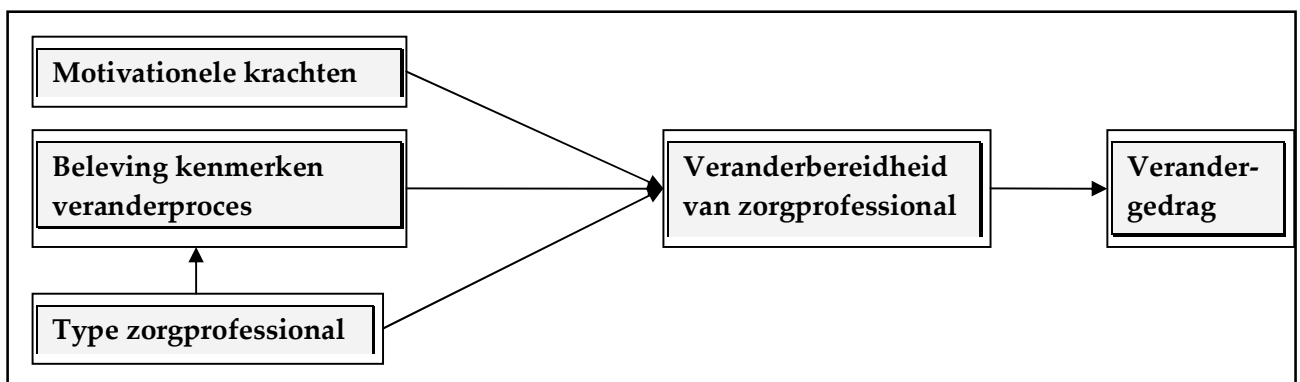 Motivationele krachten
Beleving kenmerken
veranderproces
Type zorgprofessional
Veranderbereidheid
van zorgprofessional
Verander-
gedrag